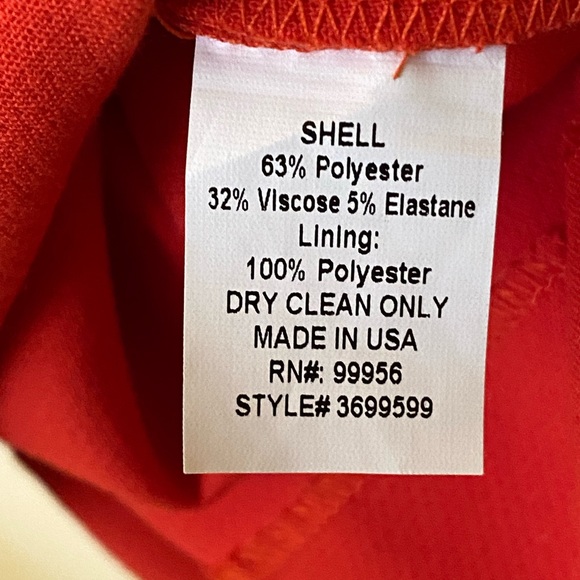 SHELL
63% Polyester
32% Viscose 5% Elastane
Lining:
100% Polyester
DRY CLEAN ONLY
MADE IN USA
RN#: 99956
STYLE# 3699599